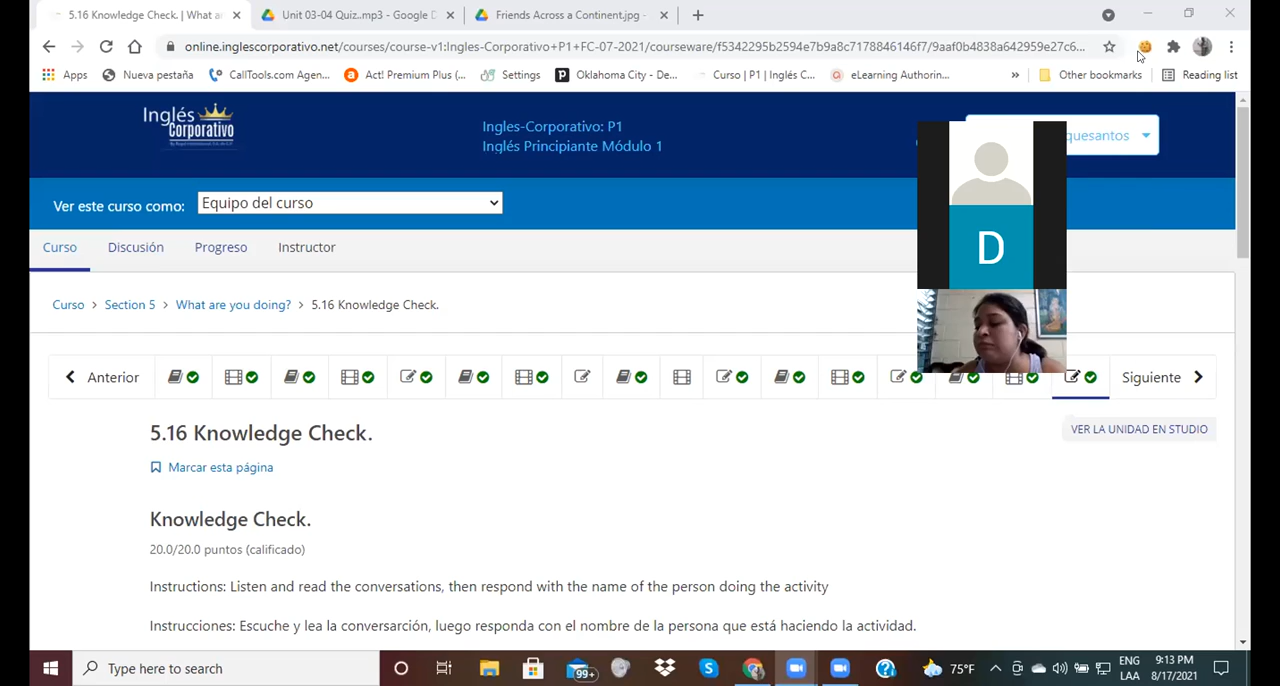 5.16 Knowledge Check. | What ar
Unit 03-04 Quiz..mp3 - Google D
Friends Across a Continent.jpg -
online.inglescorporativo.net/courses/course-v1:Ingles-Corporativo+P1+FC-07-2021/courseware/f5342295b2594e7b9a8c7178846146f7/9aaf0b4838a642959e27c6...
Apps
Nueva pestaña
CallTools.com Agen...
Act! Premium Plus (...
Settings
Oklahoma City - De...
Curso | P1 | Inglés C...
eLearning Authorin...
»
Other bookmarks
Reading list
Inglés
Corporativo
Ingles-Corporativo: P1
Inglés Principiante Módulo 1
quesantos
Ver este curso como:
Equipo del curso
D
Curso
Discusión
Progreso
Instructor
Curso > Section 5 > What are you doing? > 5.16 Knowledge Check.
Anterior
Siguiente
5.16 Knowledge Check.
VER LA UNIDAD EN STUDIO
Marcar esta página
Knowledge Check.
20.0/20.0 puntos (calificado)
Instructions: Listen and read the conversations, then respond with the name of the person doing the activity
Instrucciones: Escuche y lea la conversarción, luego responda con el nombre de la persona que está haciendo la actividad.
Type here to search
99+
75°F
ENG
LAA
9:13 PM
8/17/2021